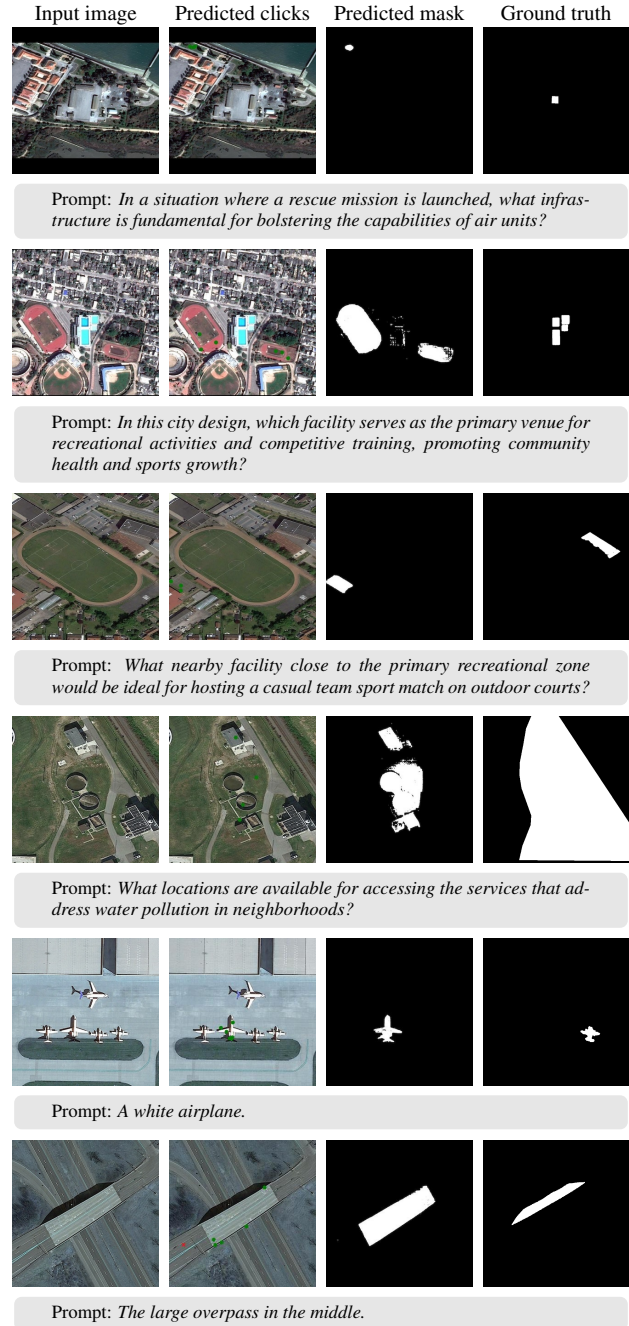 Input image Predicted clicks Predicted mask Ground truth
Prompt: In a situation where a rescue mission is launched, what infras-
tructure is fundamental for bolstering the capabilities of air units?
Prompt: In this city design, which facility serves as the primary venue for
recreational activities and competitive training, promoting community
health and sports growth?
Prompt: What nearby facility close to the primary recreational zone
would be ideal for hosting a casual team sport match on outdoor courts?
Prompt: What locations are available for accessing the services that ad-
dress water pollution in neighborhoods?
Prompt: A white airplane.
Prompt: The large overpass in the middle.